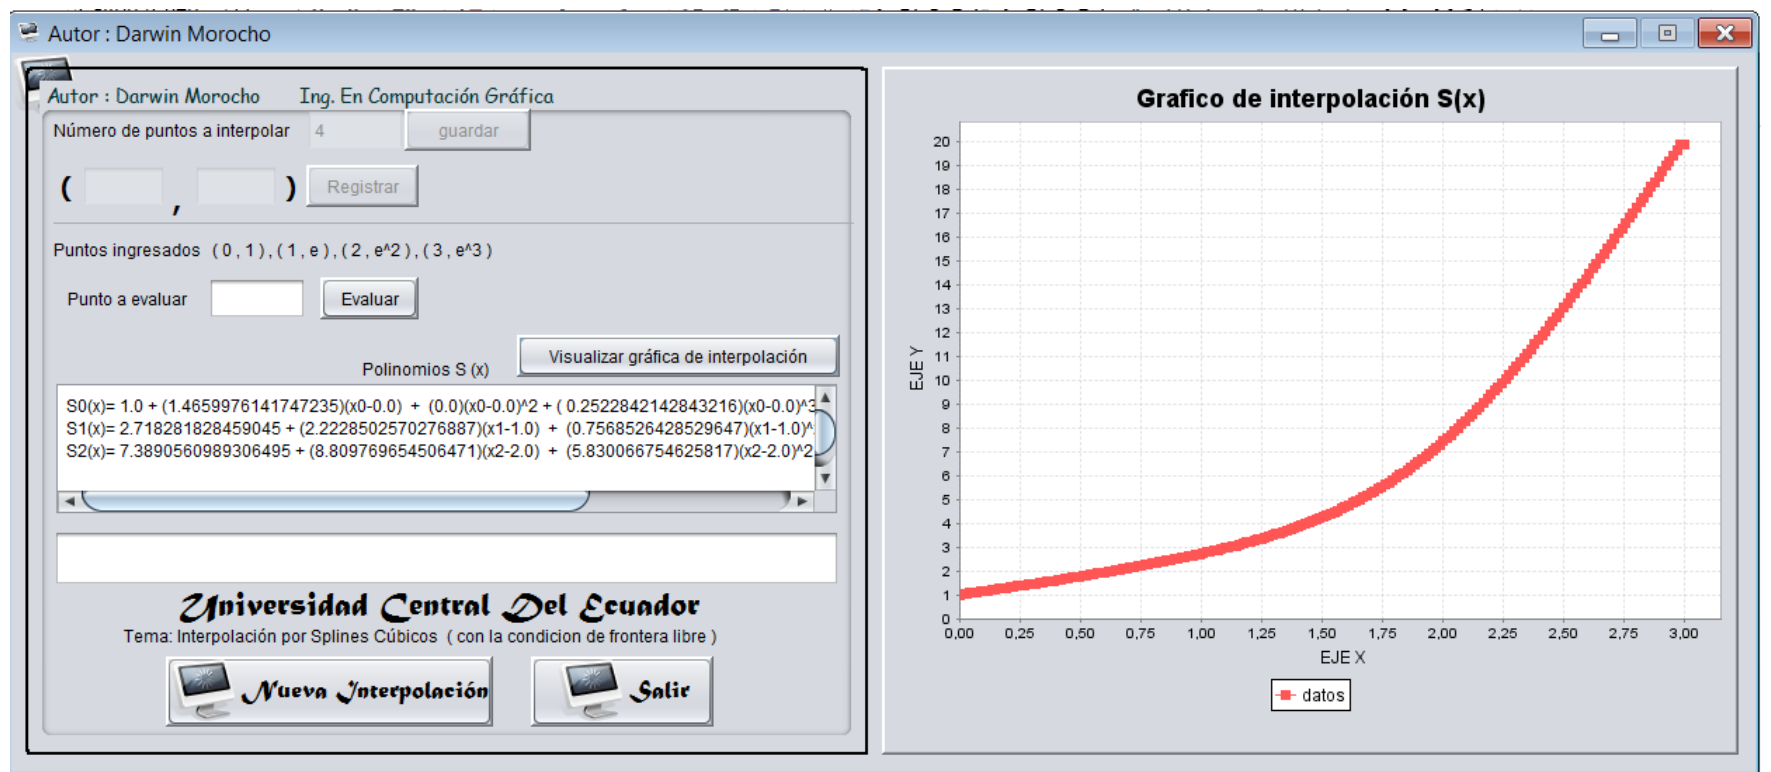 Autor : Darwin Morocho
Autor : Darwin Morocho Ing. En Computación Gráfica
Número de puntos a interpolar 4 guardar
( , ) Registrar
Puntos ingresados ( 0 , 1 ) , ( 1 , e ) , ( 2 , e^2 ) , ( 3 , e^3 )
Punto a evaluar Evaluar
Visualizar gráfica de interpolación
Polinomios S (x)
S0(x)= 1.0 + (1.4659976141747235)(x0-0.0) + (0.0)(x0-0.0)^2 + ( 0.2522842142843216)(x0-0.0)^3
S1(x)= 2.718281828459045 + (2.2228502570276887)(x1-1.0) + (0.7568526428529647)(x1-1.0)^
S2(x)= 7.3890560989306495 + (8.809769654506471)(x2-2.0) + (5.830066754625817)(x2-2.0)^2
Universidad Central Del Ecuador
Tema: Interpolación por Splines Cúbicos ( con la condicion de frontera libre )
Nueva Interpolación Salir
Grafico de interpolación S(x)
EJE Y
20
19
18
17
16
15
14
13
12
11
10
9
8
7
6
5
4
3
2
1
0
0,00 0,25 0,50 0,75 1,00 1,25 1,50 1,75 2,00 2,25 2,50 2,75 3,00
EJE X
datos